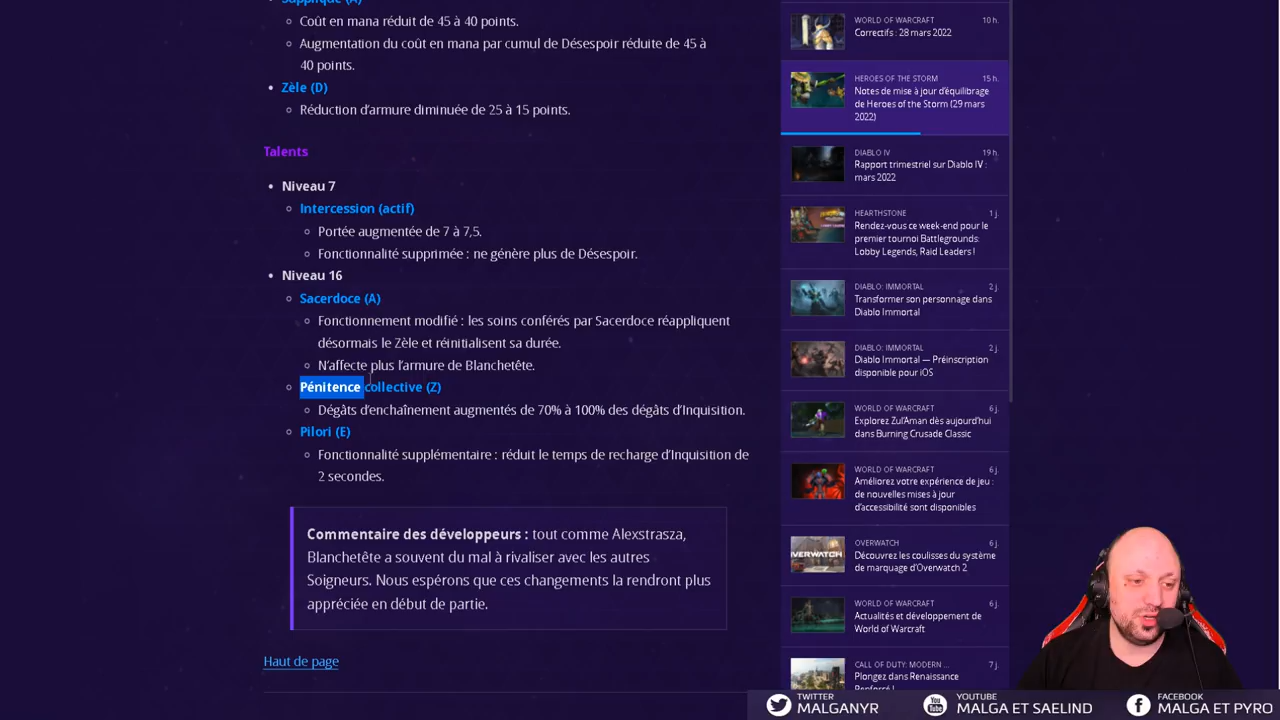 Supplique (A)
Coût en mana réduit de 45 à 40 points.
Augmentation du coût en mana par cumul de Désespoir réduite de 45 à
40 points.
Zèle (D)
Réduction d'armure diminuée de 25 à 15 points.
Talents
Niveau 7
Intercession (actif)
Portée augmentée de 7 à 7,5.
Fonctionnalité supprimée : ne génère plus de Désespoir.
Niveau 16
Sacerdoce (A)
Fonctionnement modifié : les soins conférés par Sacerdoce réappliquent
désormais le Zèle et réinitialisent sa durée.
N'affecte plus l'armure de Blanchetête.
Pénitence collective (Z)
Dégâts d'enchaînement augmentés de 70% à 100% des dégâts d'Inquisition.
Pilori (E)
Fonctionnalité supplémentaire : réduit le temps de recharge d'Inquisition de
2 secondes.
Commentaire des développeurs : tout comme Alexstrasza,
Blanchetête a souvent du mal à rivaliser avec les autres
Soigneurs. Nous espérons que ces changements la rendront plus
appréciée en début de partie.
Haut de page
WORLD OF WARCRAFT 10 h.
Correctifs : 28 mars 2022
HEROES OF THE STORM 15 h.
Notes de mise à jour d'équilibrage
de Heroes of the Storm (29 mars
2022)
DIABLO IV 19 h.
Rapport trimestriel sur Diablo IV :
mars 2022
HEARTHSTONE 1 j.
Rendez-vous ce week-end pour le
premier tournoi Battlegrounds:
Lobby Legends, Raid Leaders !
DIABLO: IMMORTAL 2 j.
Transformer son personnage dans
Diablo Immortal
DIABLO: IMMORTAL 2 j.
Diablo Immortal — Préinscription
disponible pour iOS
WORLD OF WARCRAFT 6 j.
Explorez Zul'Aman dès aujourd'hui
dans Burning Crusade Classic
WORLD OF WARCRAFT 6 j.
Améliorez votre expérience de jeu :
de nouvelles mises à jour
d'accessibilité sont disponibles
OVERWATCH 6 j.
Découvrez les coulisses du système
de marquage d'Overwatch 2
WORLD OF WARCRAFT 6 j.
Actualités et développement de
World of Warcraft
CALL OF DUTY: MODERN ... 7 j.
Plongez dans Renaissance
Renforcé !
TWITTER
MALGANYR
YOUTUBE
MALGA ET SAELIND
FACEBOOK
MALGA ET PYRO